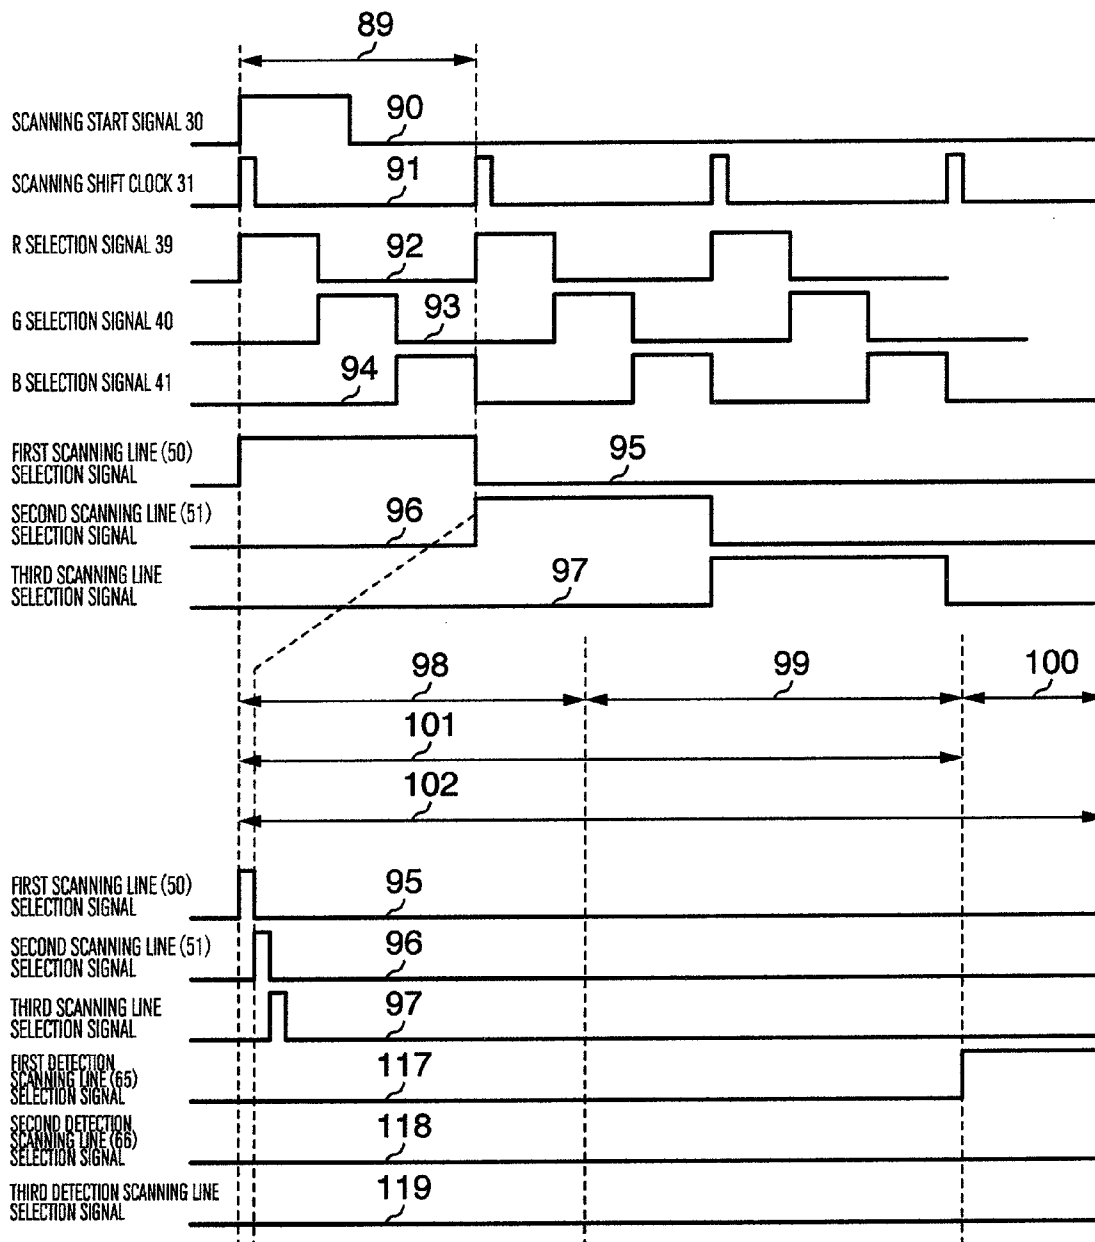 89
SCANNING START SIGNAL 30
90
SCANNING SHIFT CLOCK 31
91
R SELECTION SIGNAL 39
92
G SELECTION SIGNAL 40
93
B SELECTION SIGNAL 41
94
FIRST SCANNING LINE (50)
SELECTION SIGNAL
95
SECOND SCANNING LINE (51)
SELECTION SIGNAL
96
THIRD SCANNING LINE
SELECTION SIGNAL
97
98
99
100
101
102
FIRST SCANNING LINE (50)
SELECTION SIGNAL
95
SECOND SCANNING LINE (51)
SELECTION SIGNAL
96
THIRD SCANNING LINE
SELECTION SIGNAL
97
FIRST DETECTION
SCANNING LINE (65)
SELECTION SIGNAL
117
SECOND DETECTION
SCANNING LINE (66)
SELECTION SIGNAL
118
THIRD DETECTION SCANNING LINE
SELECTION SIGNAL
119